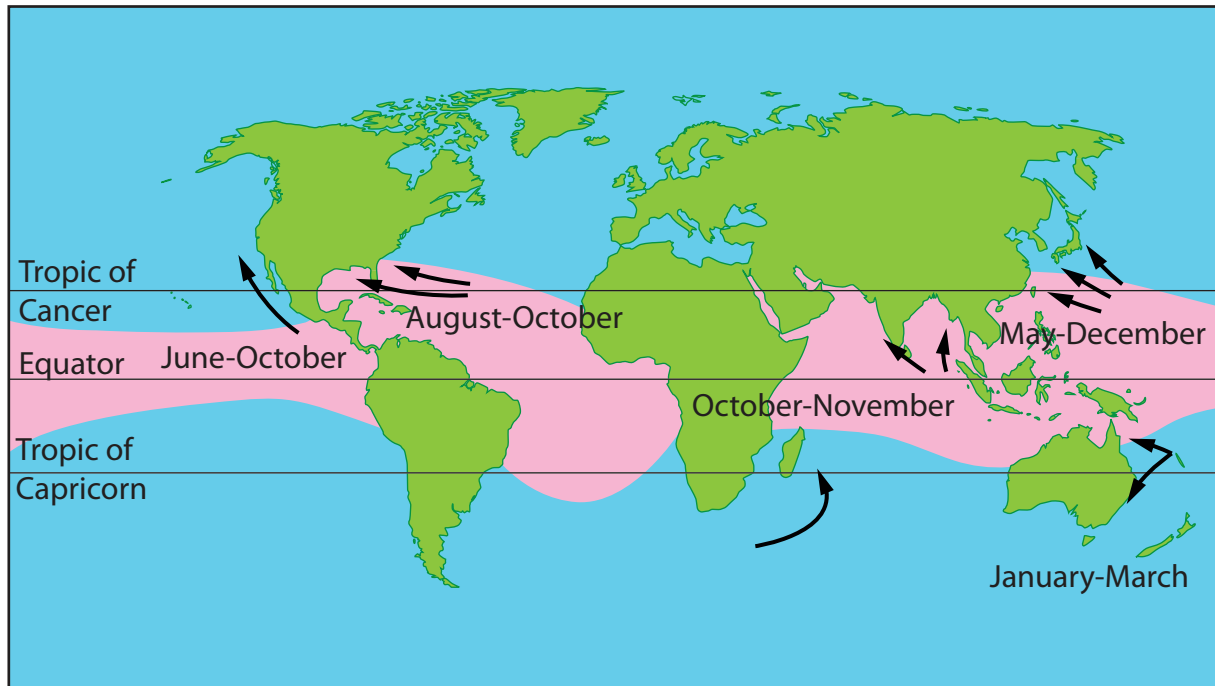 Tropic of
Cancer
August-October
May-December
June-October
Equator
October-November
Tropic of
Capricorn
January-March